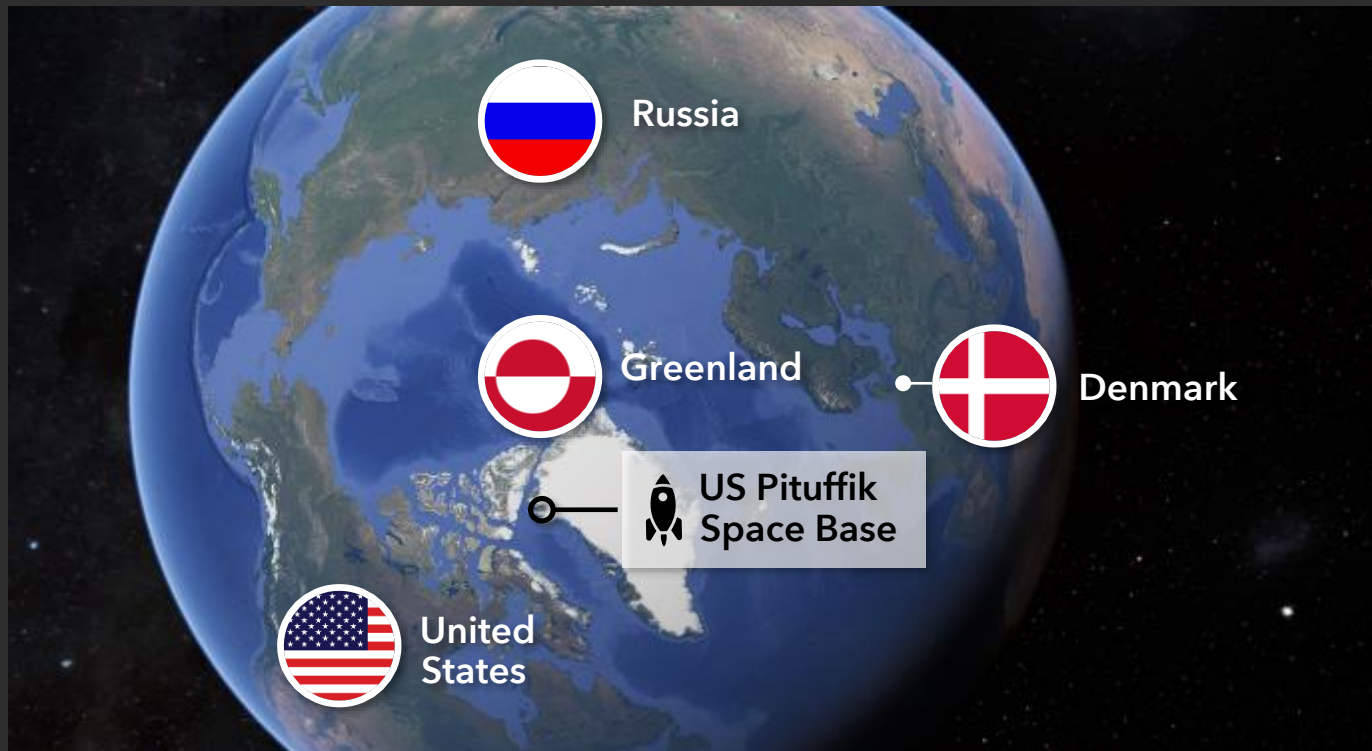 Russia
Greenland
Denmark
US Pituffik
Space Base
United
States